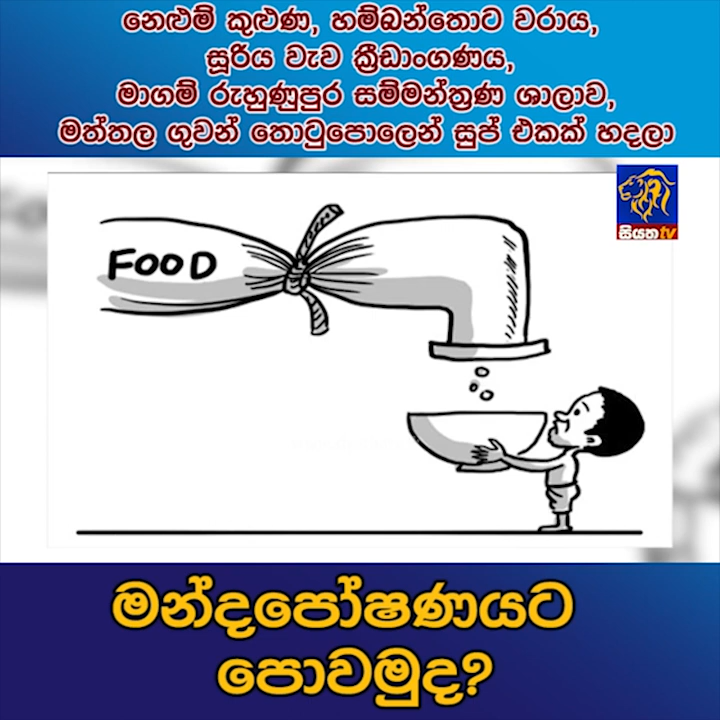 නෙළුම් කුළුණ, හම්බන්තොට වරාය,
සූරිය වැව ක්‍රීඩාංගණය,
මාගම් රුහුණුපුර සම්මන්ත්‍රණ ශාලාව,
මත්තල ගුවන් තොටුපොලෙන් සුප් එකක් හදලා
සියත tv
FOOD
මන්දපෝෂණයට
පොවමුද?